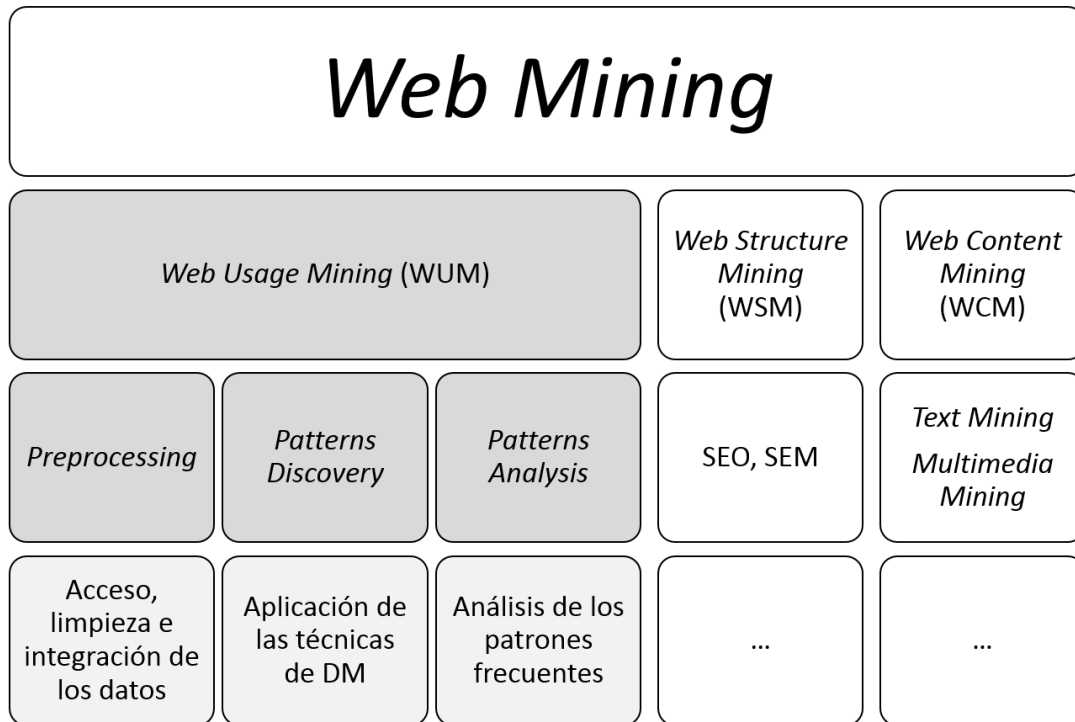 Web Mining
Web Usage Mining (WUM)
Web Structure
Mining
(WSM)
Web Content
Mining
(WCM)
Preprocessing
Patterns
Discovery
Patterns
Analysis
SEO, SEM
Text Mining
Multimedia
Mining
Acceso,
limpieza e
integración de
los datos
Aplicación de
las técnicas
de DM
Análisis de los
patrones
frecuentes
...
...